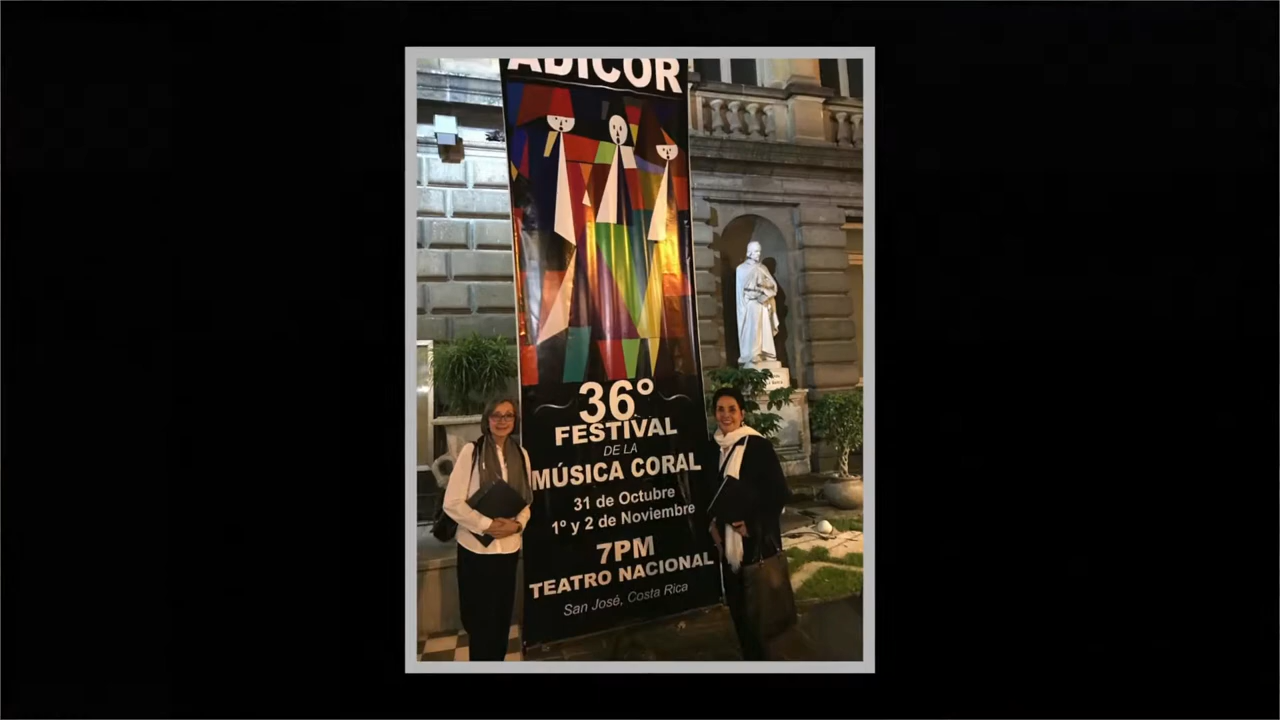 ADICOR
36°
FESTIVAL
DE LA
MÚSICA CORAL
31 de Octubre
1º y 2 de Noviembre
7PM
TEATRO NACIONAL
San José, Costa Rica